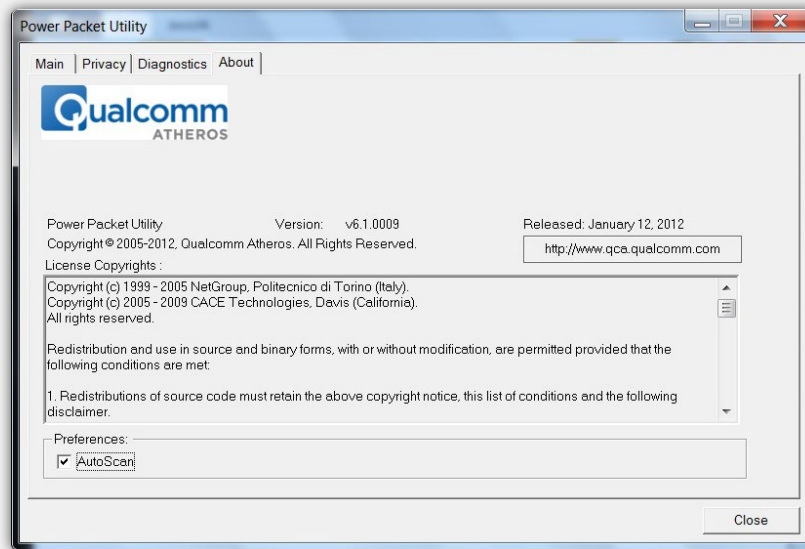 Power Packet Utility
Main Privacy Diagnostics About
Qualcomm
ATHEROS
Power Packet Utility Version: v6.1.0009 Released: January 12, 2012
Copyright © 2005-2012, Qualcomm Atheros. All Rights Reserved.
http://www.qca.qualcomm.com
License Copyrights :
Copyright (c) 1999 - 2005 NetGroup, Politecnico di Torino (Italy).
Copyright (c) 2005 - 2009 CACE Technologies, Davis (California).
All rights reserved.
Redistribution and use in source and binary forms, with or without modification, are permitted provided that the
following conditions are met:
1. Redistributions of source code must retain the above copyright notice, this list of conditions and the following
disclaimer.
Preferences:
AutoScan
Close